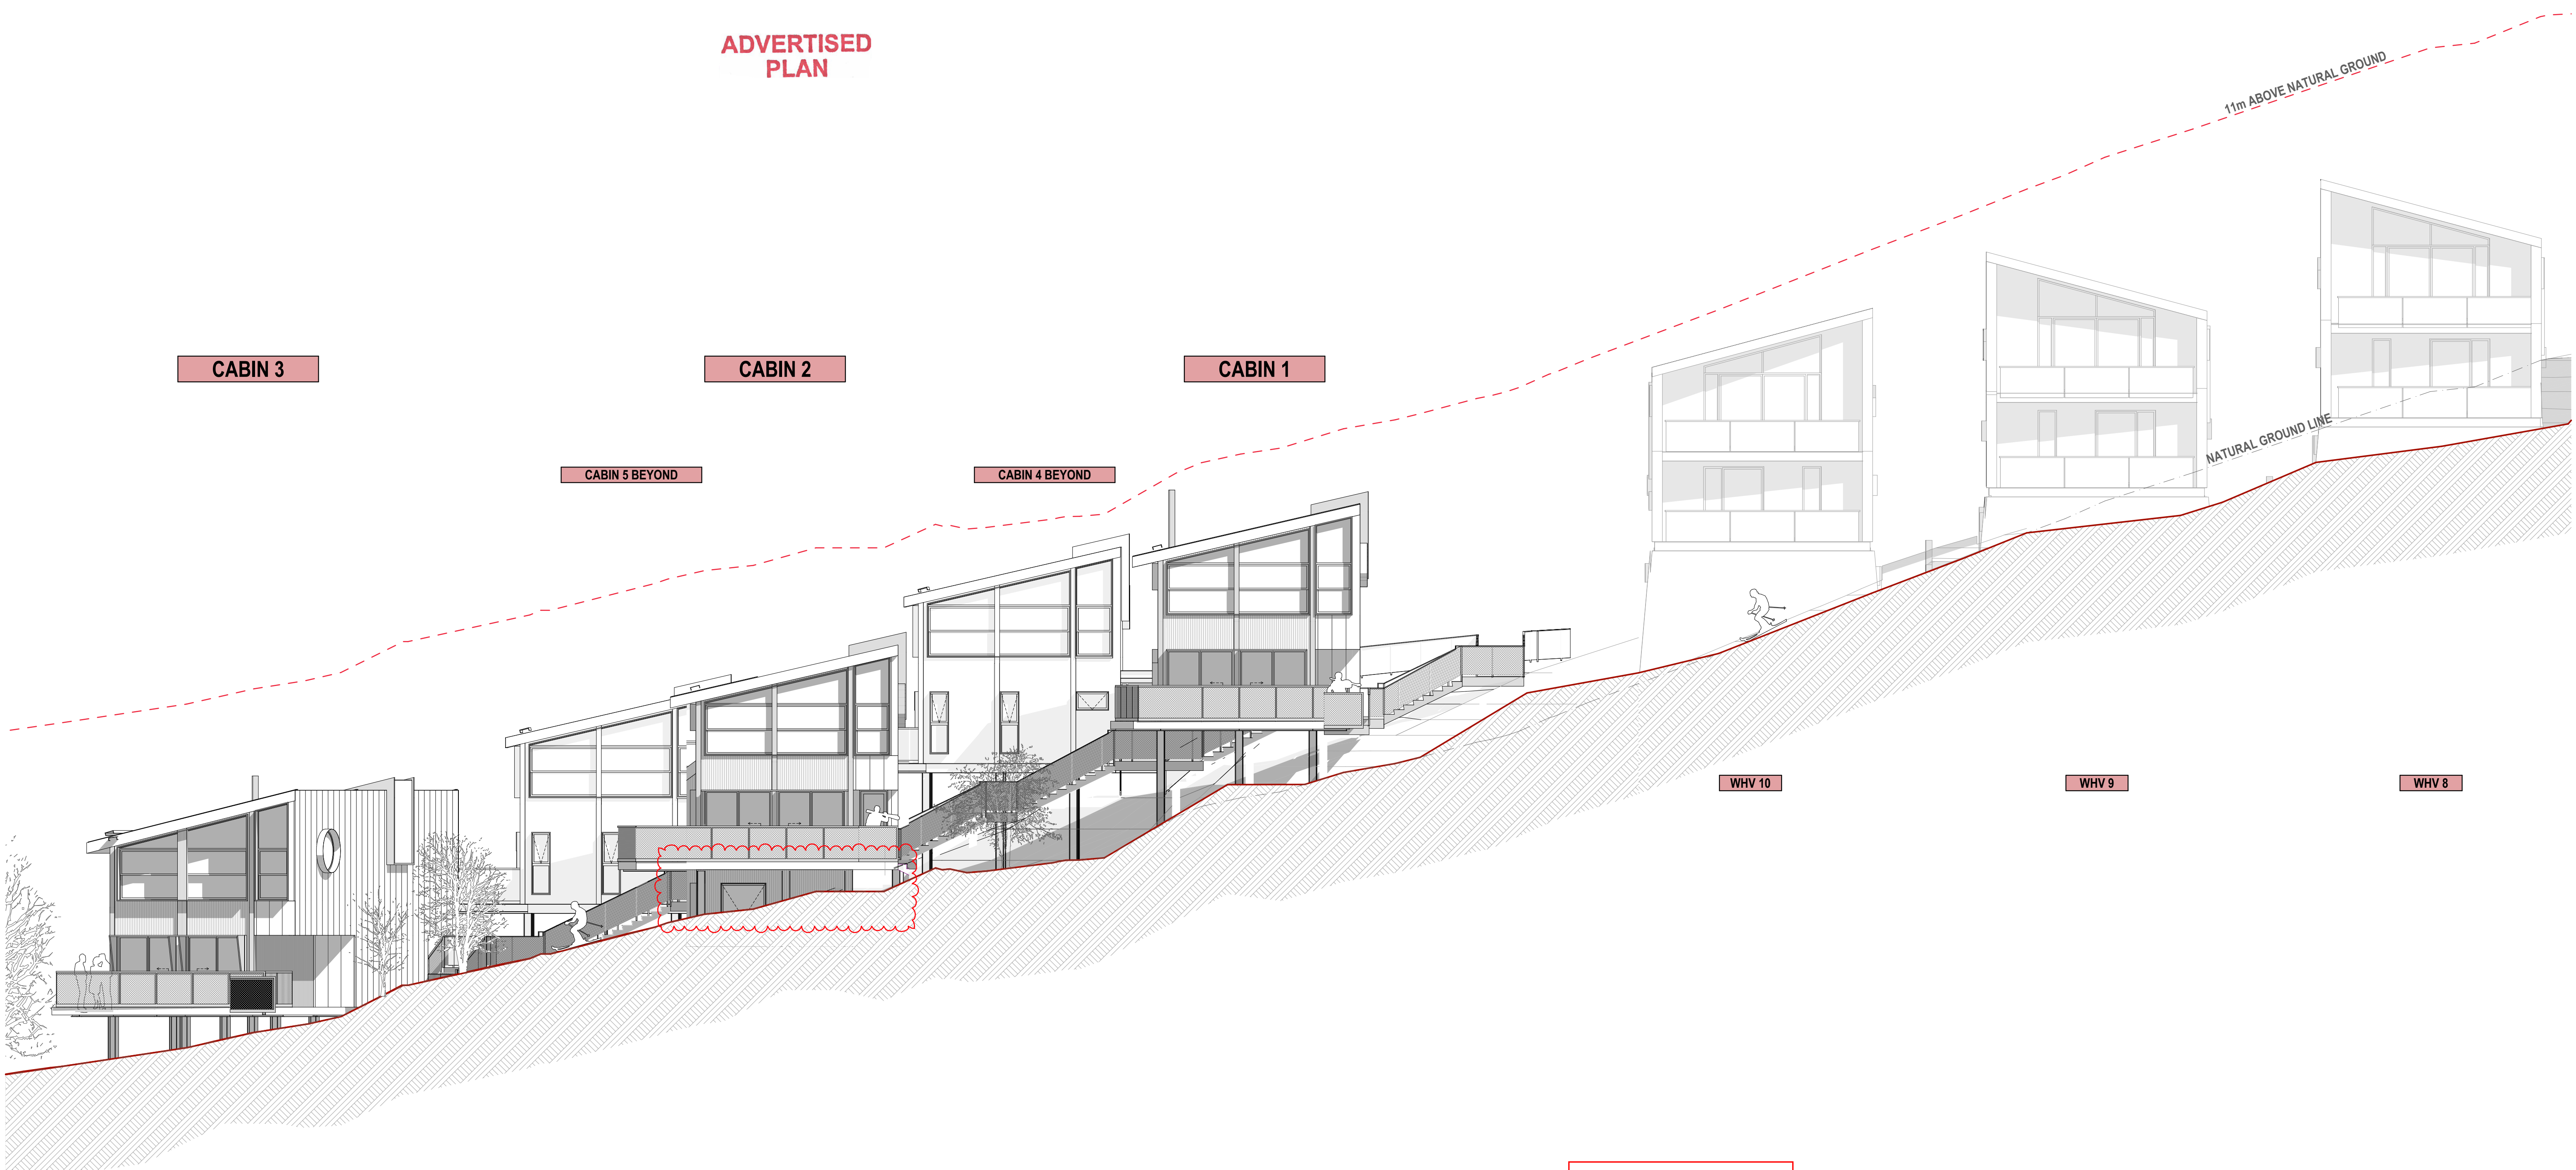 ADVERTISED
PLAN
11m ABOVE NATURAL GROUND
CABIN 3
CABIN 2
CABIN 1
NATURAL GROUND LINE
CABIN 5 BEYOND
CABIN 4 BEYOND
WHV 10
WHV 9
WHV 8